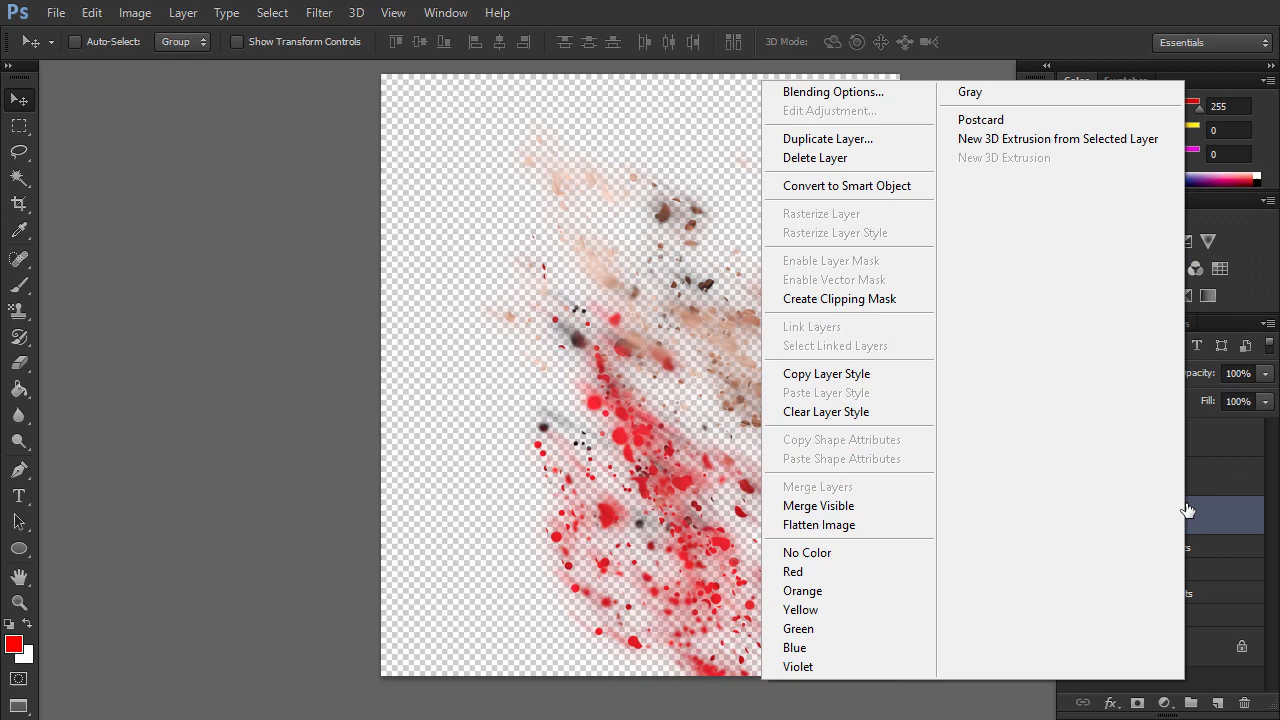 Ps File Edit Image Layer Type Select Filter 3D View Window Help
Auto-Select: Group Show Transform Controls 3D Mode: Essentials
Color Swatches
255
0
0
Opacity: 100%
Fill: 100%
Blending Options...
Edit Adjustment...
Duplicate Layer...
Delete Layer
Convert to Smart Object
Rasterize Layer
Rasterize Layer Style
Enable Layer Mask
Enable Vector Mask
Create Clipping Mask
Link Layers
Select Linked Layers
Copy Layer Style
Paste Layer Style
Clear Layer Style
Copy Shape Attributes
Paste Shape Attributes
Merge Layers
Merge Visible
Flatten Image
No Color
Red
Orange
Yellow
Green
Blue
Violet
Gray
Postcard
New 3D Extrusion from Selected Layer
New 3D Extrusion